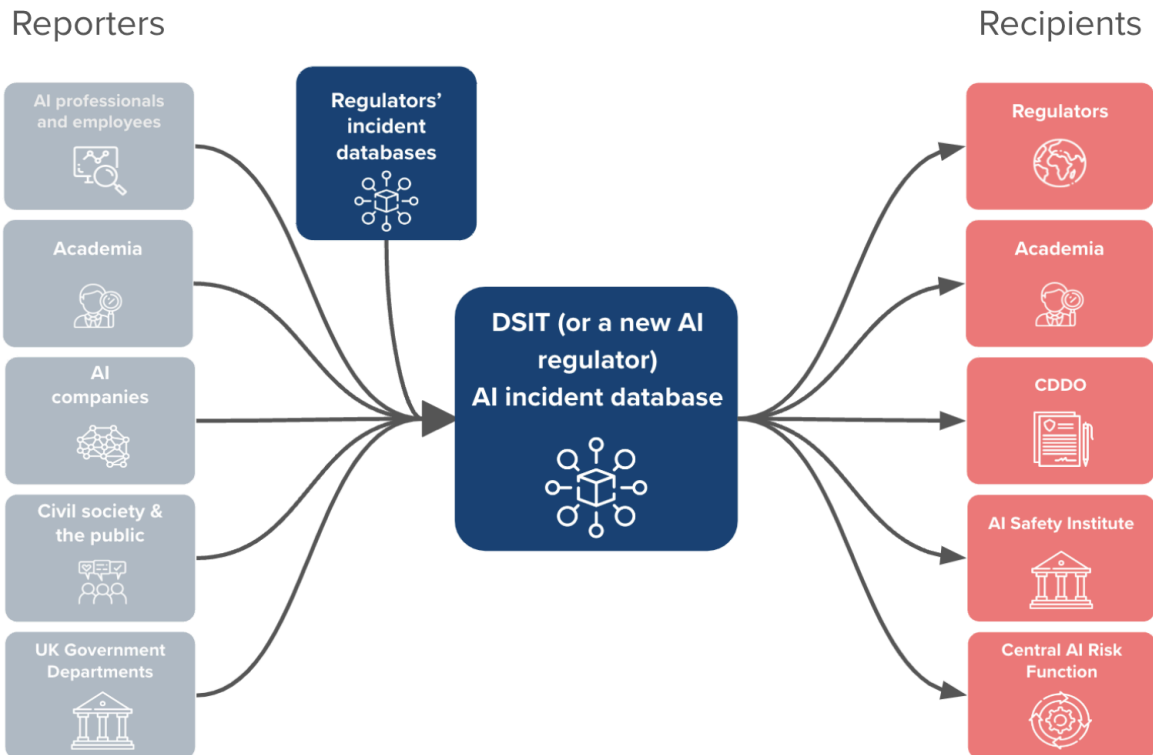 Reporters
Recipients
AI professionals
and employees
Academia
AI
companies
Civil society &
the public
UK Government
Departments
Regulators’
incident
databases
DSIT (or a new AI
regulator)
AI incident database
Regulators
Academia
CDDO
AI Safety Institute
Central AI Risk
Function